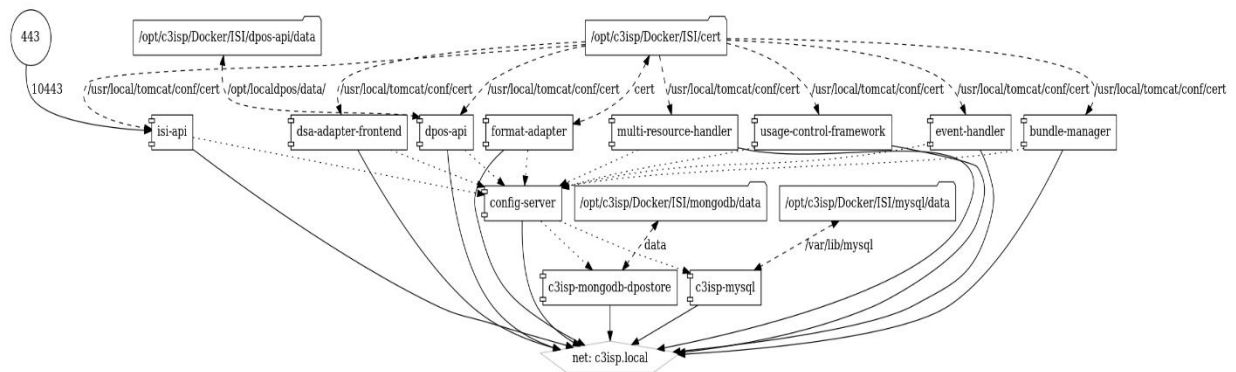 443
/opt/c3isp/Docker/ISI/dpos-api/data
/opt/c3isp/Docker/ISI/cert
10443
/usr/local/tomcat/conf/cert
/opt/localdpos/data/
/usr/local/tomcat/conf/cert
/usr/local/tomcat/conf/cert
cert
/usr/local/tomcat/conf/cert
/usr/local/tomcat/conf/cert
/usr/local/tomcat/conf/cert
/usr/local/tomcat/conf/cert
isi-api
dsa-adapter-frontend
dpos-api
format-adapter
multi-resource-handler
usage-control-framework
event-handler
bundle-manager
config-server
/opt/c3isp/Docker/ISI/mongodb/data
/opt/c3isp/Docker/ISI/mysql/data
data
/var/lib/mysql
c3isp-mongodb-dpostore
c3isp-mysql
net: c3isp.local